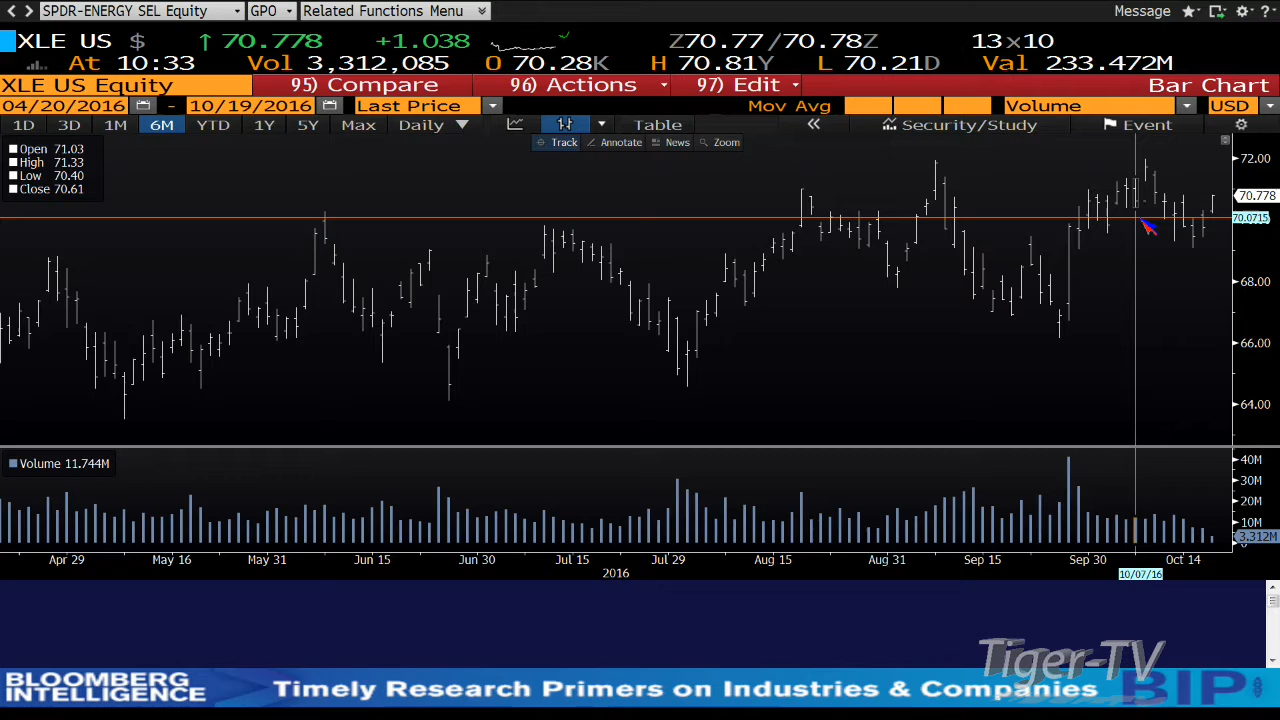 SPDR-ENERGY SEL Equity GPO Related Functions Menu Message
XLE US $ ↑ 70.778 +1.038 Z70.77/70.78Z 13x10
At 10:33 Vol 3,312,085 O 70.28K H 70.81Y L 70.21D Val 233.472M
XLE US Equity 95) Compare 96) Actions 97) Edit Bar Chart
04/20/2016 - 10/19/2016 Last Price Mov Avg Volume USD
1D 3D 1M 6M YTD 1Y 5Y Max Daily Table « Security/Study Event
Track Annotate News Zoom
Open 71.03
High 71.33
Low 70.40
Close 70.61
72.00
70.778
70.0715
68.00
66.00
64.00
Volume 11.744M
40M
30M
20M
10M
3.312M
0
Apr 29 May 16 May 31 Jun 15 Jun 30 Jul 15 Jul 29 Aug 15 Aug 31 Sep 15 Sep 30 Oct 14
2016
10/07/16
Tiger-TV
BLOOMBERG
INTELLIGENCE
Timely Research Primers on Industries & Companies
BIP